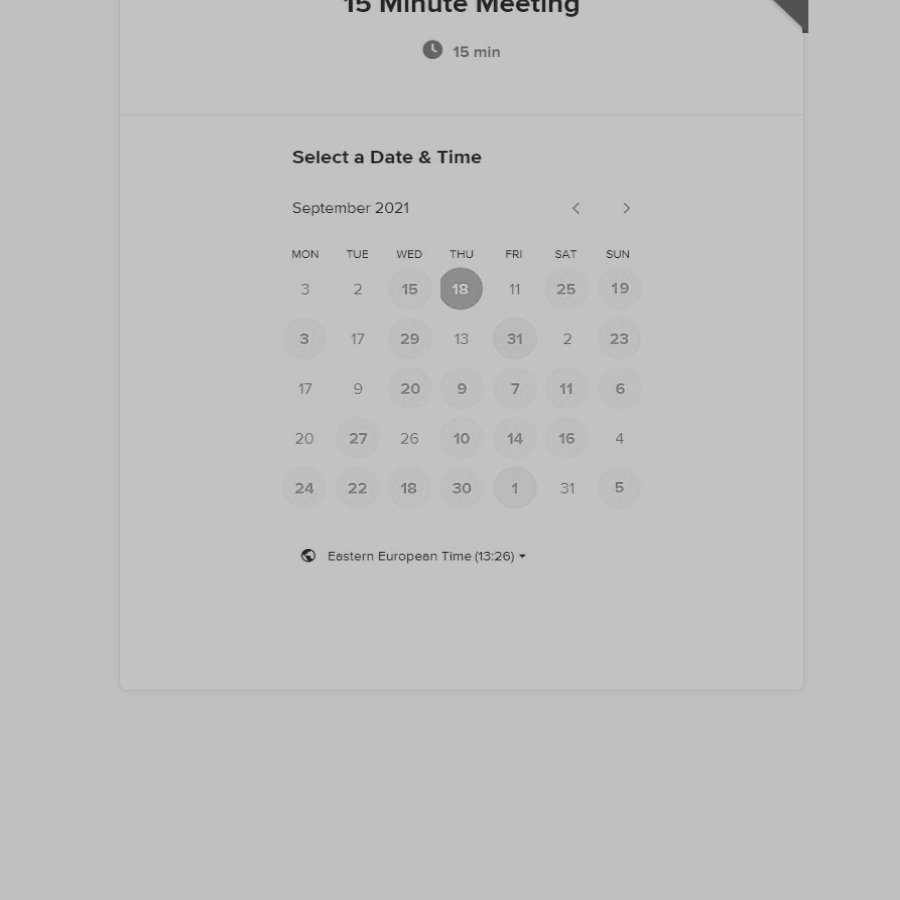 15 Minute Meeting
15 min
Select a Date & Time
September 2021
MON TUE WED THU FRI SAT SUN
3 2 15 18 11 25 19
3 17 29 13 31 2 23
17 9 20 9 7 11 6
20 27 26 10 14 16 4
24 22 18 30 1 31 5
Eastern European Time (13:26)